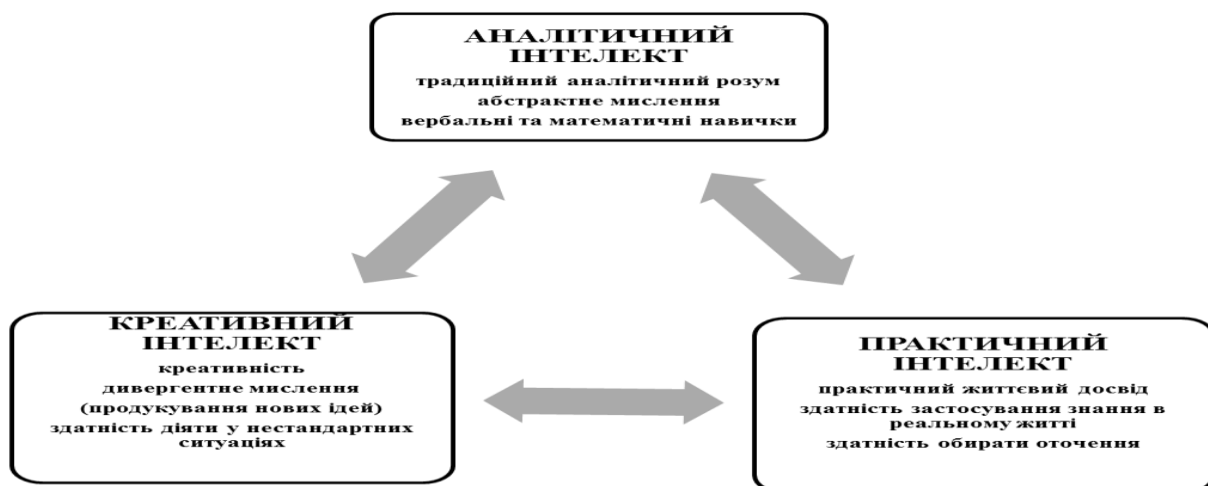 АНАЛІТИЧНИЙ
ІНТЕЛЕКТ
традиційний аналітичний розум
абстрактне мислення
вербальні та математичні навички
КРЕАТИВНИЙ
ІНТЕЛЕКТ
креативність
дивергентне мислення
(продукування нових ідей)
здатність діяти у нестандартних
ситуаціях
ПРАКТИЧНИЙ
ІНТЕЛЕКТ
практичний життєвий досвід
здатність застосування знання в
реальному житті
здатність обирати оточення